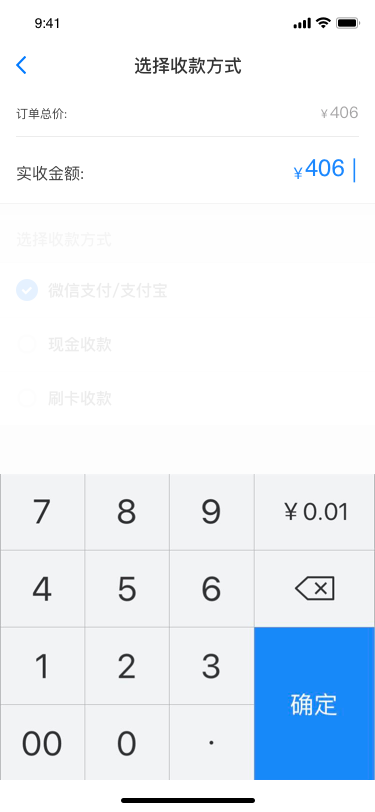 9:41
选择收款方式
订单总价: ¥406
实收金额: ¥406
选择收款方式
微信支付/支付宝
现金收款
刷卡收款
7 8 9 ¥0.01
4 5 6
1 2 3
确定
00 0 ·